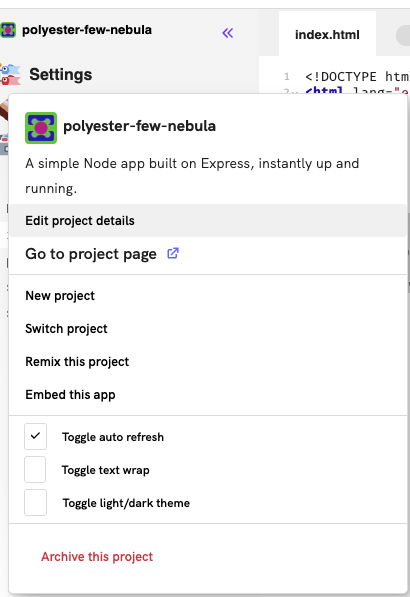 polyester-few-nebula
index.html
Settings
1 <!DOCTYPE htm
<html lang="e
polyester-few-nebula
A simple Node app built on Express, instantly up and
running.
Edit project details
Go to project page
New project
Switch project
Remix this project
Embed this app
Toggle auto refresh
Toggle text wrap
Toggle light/dark theme
Archive this project